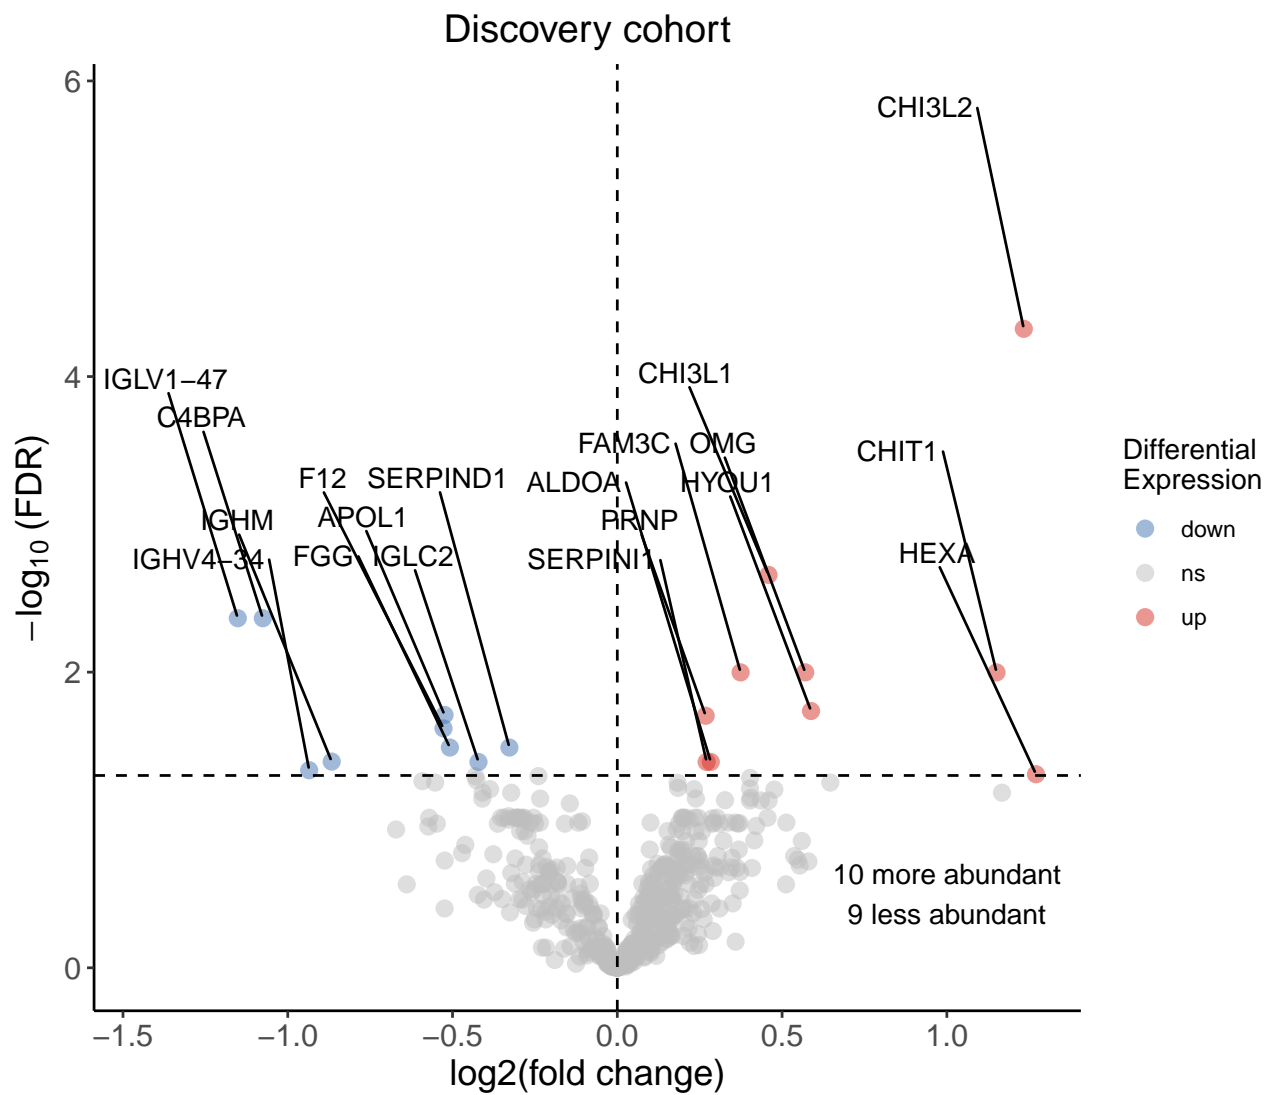 Discovery cohort
6
4
2
0
−log10 (FDR)
CHI3L2
IGLV1−47
C4BPA
CHI3L1
FAM3C
OMG
CHIT1
F12
SERPIND1
ALDOA
HYOU1
IGHM
APOL1
PRNP
IGHV4−34
FGG
IGLC2
SERPINI1
HEXA
10 more abundant
9 less abundant
−1.5
−1.0
−0.5
0.0
0.5
1.0
log2(fold change)
Differential
Expression
down
ns
up